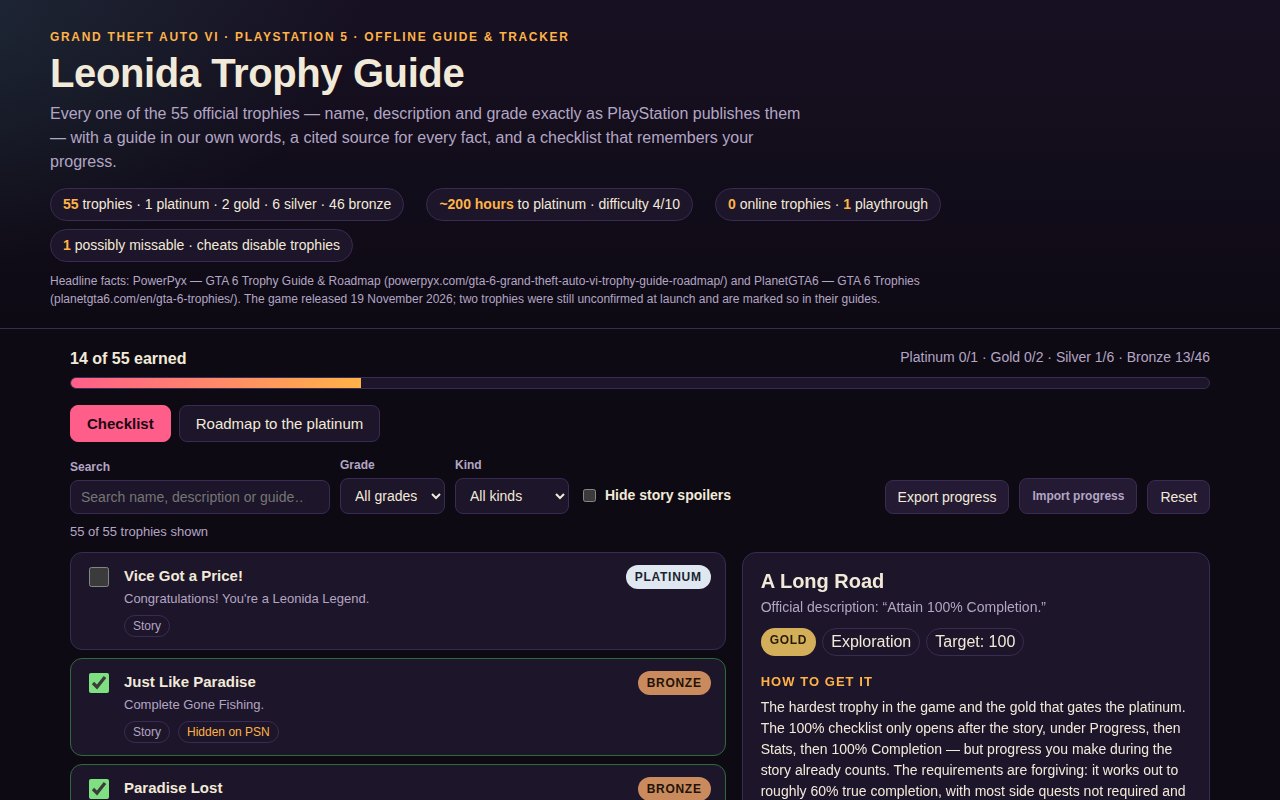 GRAND THEFT AUTO VI · PLAYSTATION 5 · OFFLINE GUIDE & TRACKER
Leonida Trophy Guide
Every one of the 55 official trophies — name, description and grade exactly as PlayStation publishes them
— with a guide in our own words, a cited source for every fact, and a checklist that remembers your
progress.
55 trophies · 1 platinum · 2 gold · 6 silver · 46 bronze
~200 hours to platinum · difficulty 4/10
0 online trophies · 1 playthrough
1 possibly missable · cheats disable trophies
Headline facts: PowerPyx — GTA 6 Trophy Guide & Roadmap (powerpyx.com/gta-6-grand-theft-auto-vi-trophy-guide-roadmap/) and PlanetGTA6 — GTA 6 Trophies
(planetgta6.com/en/gta-6-trophies/). The game released 19 November 2026; two trophies were still unconfirmed at launch and are marked so in their guides.
14 of 55 earned
Platinum 0/1 · Gold 0/2 · Silver 1/6 · Bronze 13/46
Checklist
Roadmap to the platinum
Search
Grade
Kind
Search name, description or guide..
All grades
All kinds
Hide story spoilers
Export progress
Import progress
Reset
55 of 55 trophies shown
Vice Got a Price!
PLATINUM
Congratulations! You're a Leonida Legend.
Story
Just Like Paradise
BRONZE
Complete Gone Fishing.
Story
Hidden on PSN
Paradise Lost
BRONZE
A Long Road
Official description: “Attain 100% Completion.”
GOLD
Exploration
Target: 100
HOW TO GET IT
The hardest trophy in the game and the gold that gates the platinum.
The 100% checklist only opens after the story, under Progress, then
Stats, then 100% Completion — but progress you make during the
story already counts. The requirements are forgiving: it works out to
roughly 60% true completion, with most side quests not required and